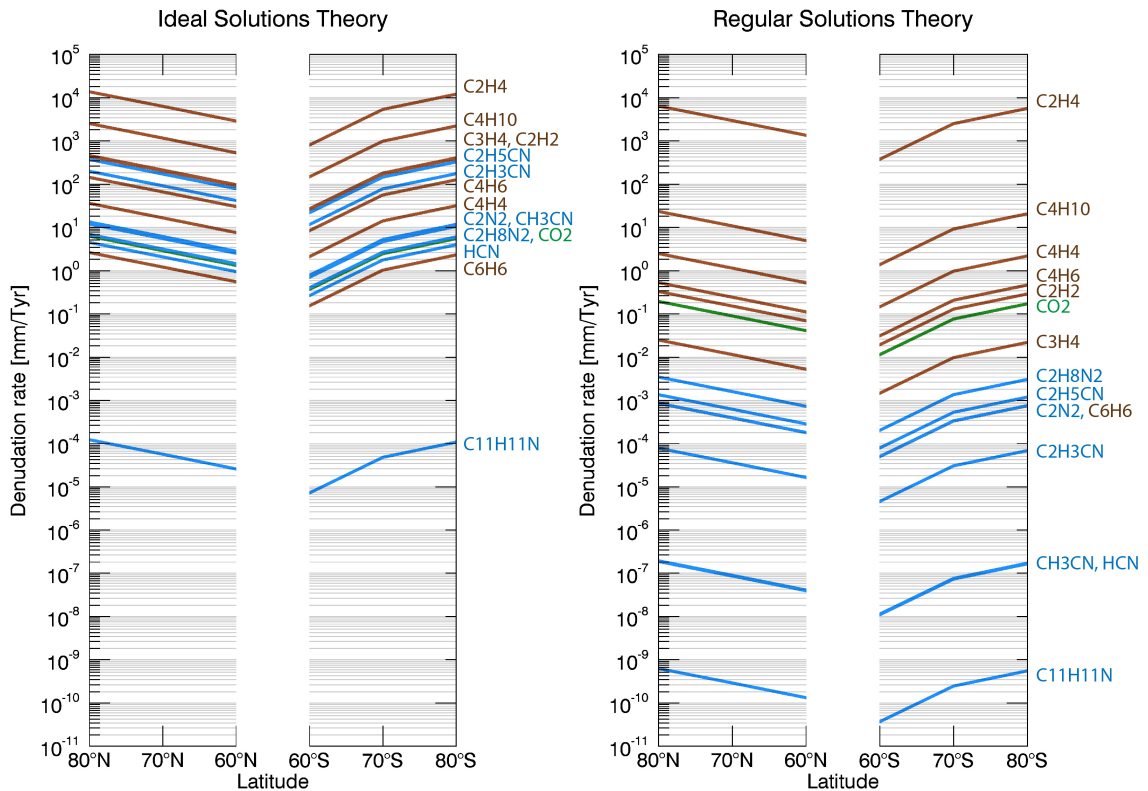 Ideal Solutions Theory
Regular Solutions Theory
Denudation rate [mm/Tyr]
10^5
10^4
10^3
10^2
10^1
10^0
10^-1
10^-2
10^-3
10^-4
10^-5
10^-6
10^-7
10^-8
10^-9
10^-10
10^-11
C2H4
C4H10
C3H4, C2H2
C2H5CN
C2H3CN
C4H6
C4H4
C2N2, CH3CN
C2H8N2, CO2
HCN
C6H6
C11H11N
80°N 70°N 60°N 60°S 70°S 80°S
Latitude
Denudation rate [mm/Tyr]
10^5
10^4
10^3
10^2
10^1
10^0
10^-1
10^-2
10^-3
10^-4
10^-5
10^-6
10^-7
10^-8
10^-9
10^-10
10^-11
C2H4
C4H10
C4H4
C4H6
C2H2
CO2
C3H4
C2H8N2
C2H5CN
C2N2, C6H6
C2H3CN
CH3CN, HCN
C11H11N
80°N 70°N 60°N 60°S 70°S 80°S
Latitude